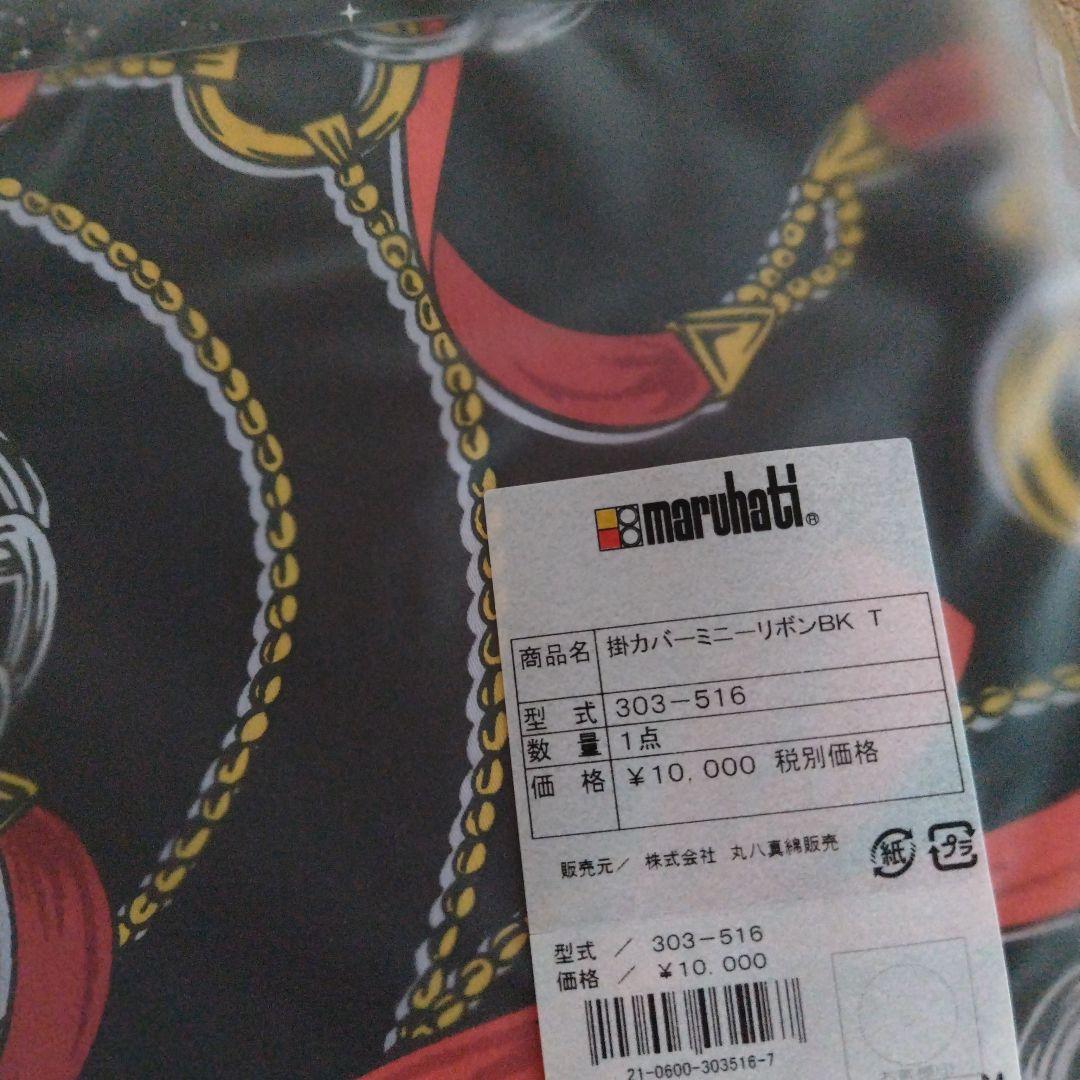 maruhati®
商品名 掛カバーミニーリボンBK T
型式 303-516
数量 1点
価格 ¥10,000 税別価格
販売元/ 株式会社 丸八真綿販売
紙 プラ
型式 / 303-516
価格 / ¥10,000
21-0600-303516-7